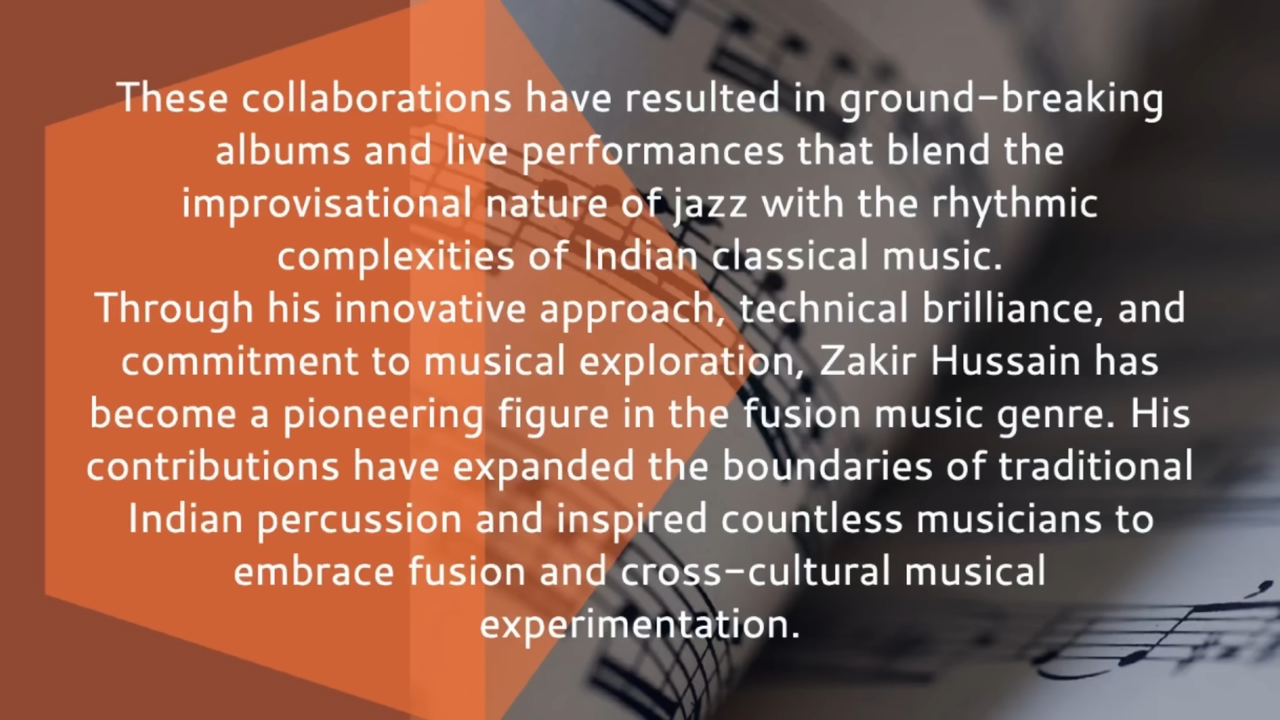 These collaborations have resulted in ground-breaking
albums and live performances that blend the
improvisational nature of jazz with the rhythmic
complexities of Indian classical music.
Through his innovative approach, technical brilliance, and
commitment to musical exploration, Zakir Hussain has
become a pioneering figure in the fusion music genre. His
contributions have expanded the boundaries of traditional
Indian percussion and inspired countless musicians to
embrace fusion and cross-cultural musical
experimentation.